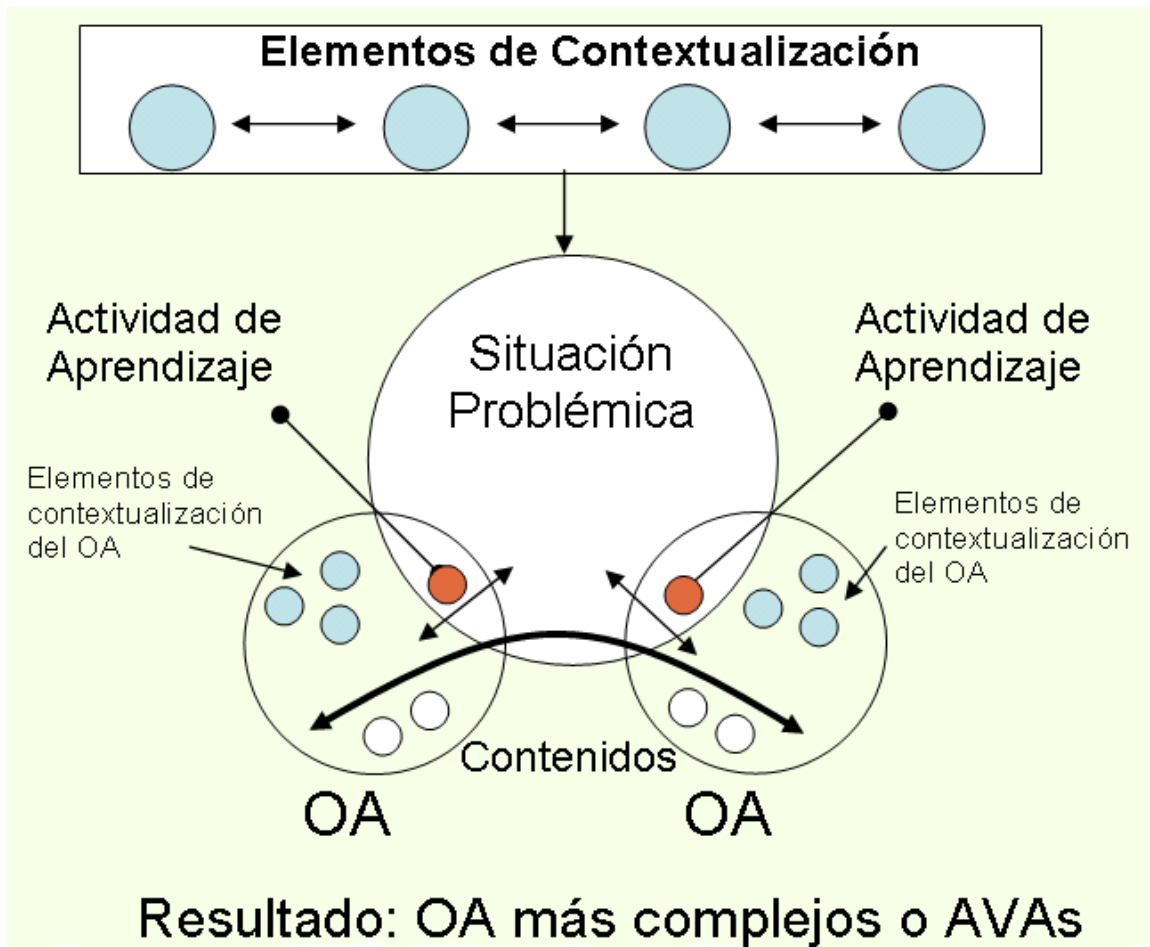 Elementos de Contextualización
Situación
Problémica
Actividad de
Aprendizaje
Actividad de
Aprendizaje
Elementos de
contextualización
del OA
Elementos de
contextualización
del OA
Contenidos
OA
OA
Resultado: OA más complejos o AVAs